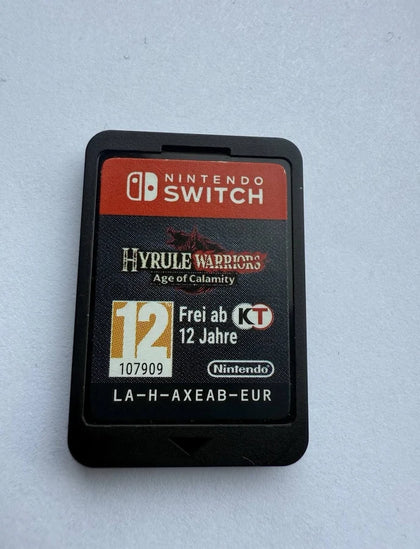 NINTENDO
SWITCH
HYRULE WARRIORS
Age of Calamity
12
107909
Frei ab
12 Jahre
KT
Nintendo
LA-H-AXEAB-EUR